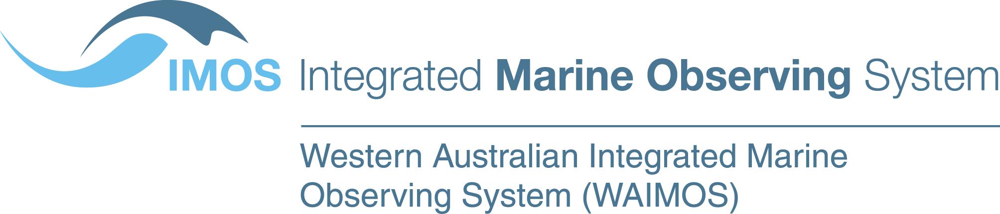 IMOS Integrated Marine Observing System
Western Australian Integrated Marine
Observing System (WAIMOS)